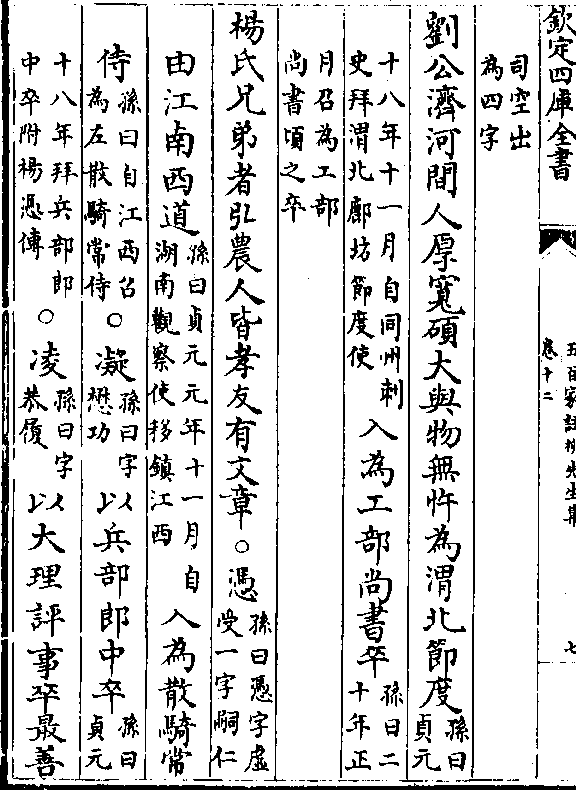 欽定四庫全書
五百家註柳先生集
卷十二
七
司空出
為四字
劉公濟河間人厚寬碩大與物無忤為渭北節度孫曰貞元
十八年十一月自同州刺
史拜渭北鄜坊節度使
入為工部尚書卒孫曰二
十年正
月召為工部
尚書頃之卒
楊氏兄弟者弘農人皆孝友有文章○憑孫曰憑字虛
受一字嗣仁
由江南西道孫曰貞元元年十一月自
湖南觀察使移鎮江西
入為散騎常
侍孫曰自江西召
為左散騎常侍
○凝孫曰字
懋功
以兵部郎中卒孫曰
貞元
十八年拜兵部郎
中卒附楊憑傳
○凌孫曰字
恭履
以大理評事卒最善